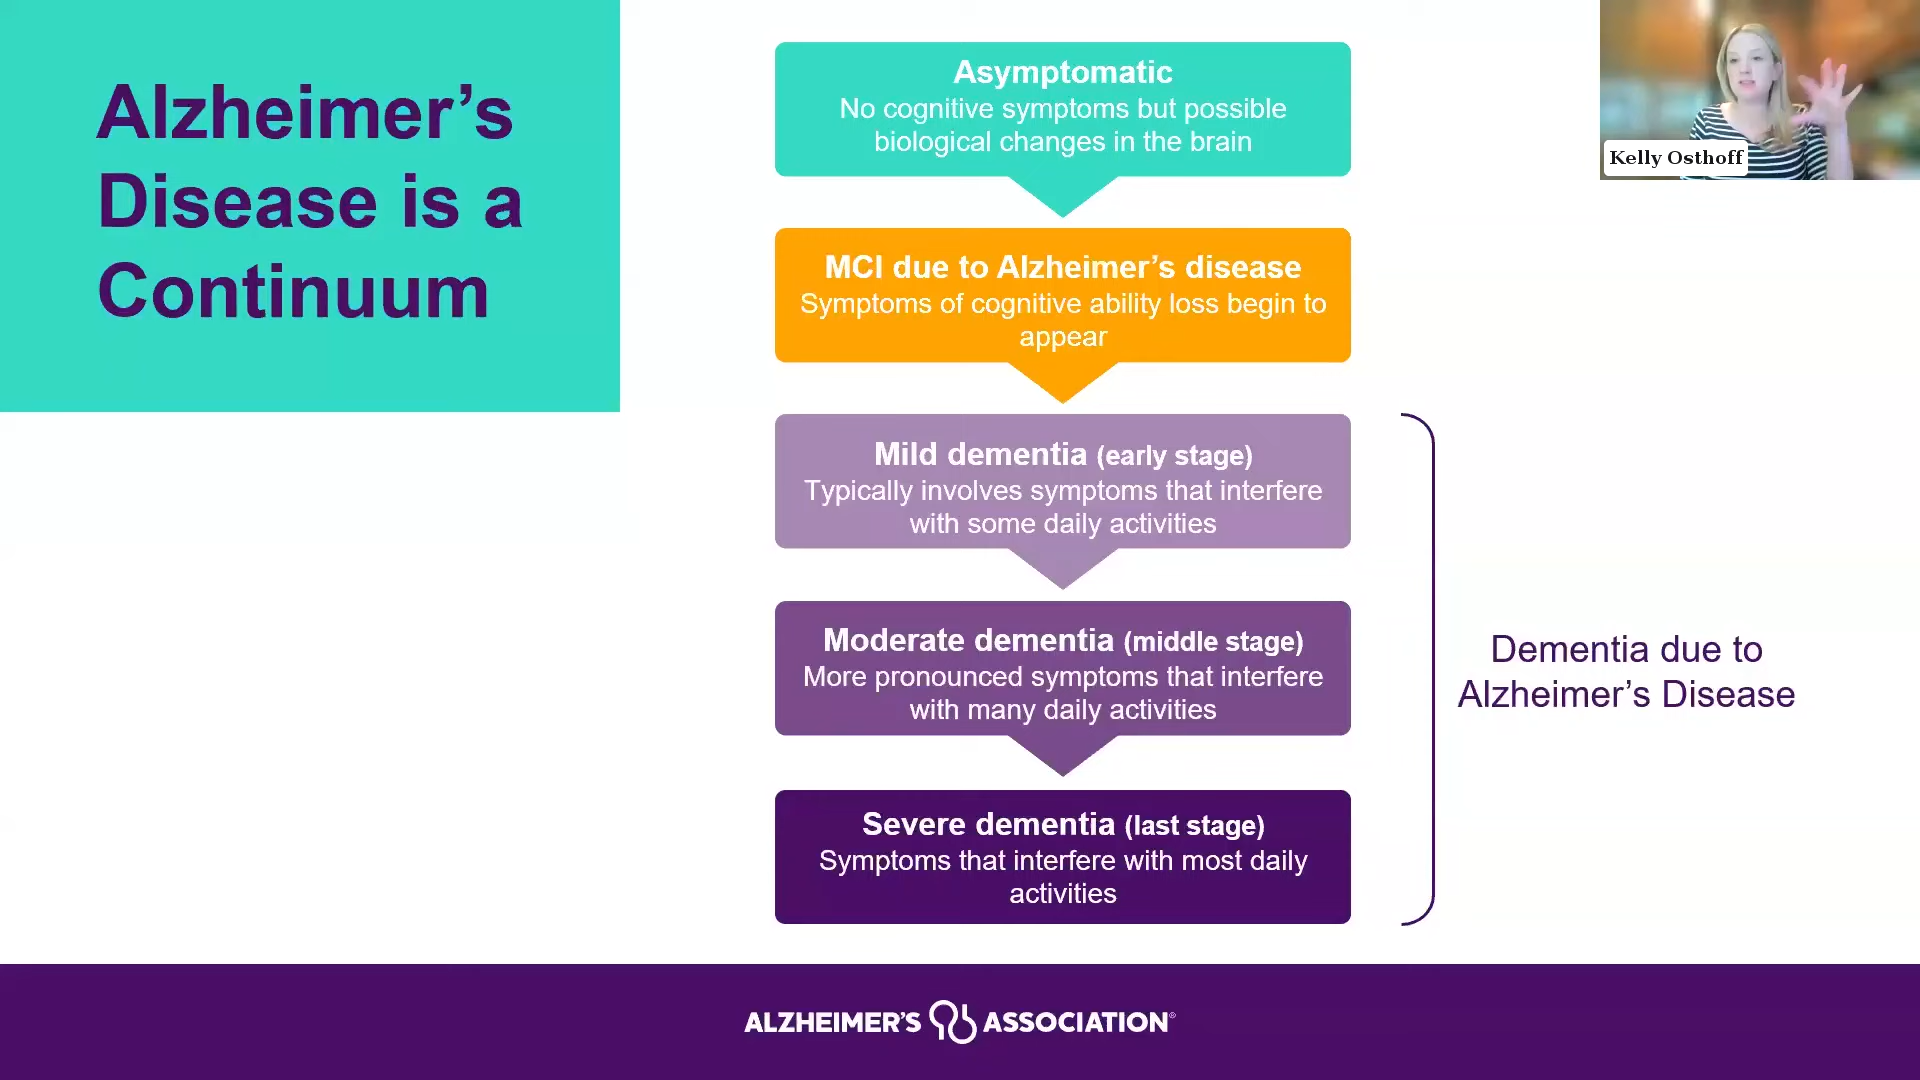 Alzheimer’s
Disease is a
Continuum
Asymptomatic
No cognitive symptoms but possible
biological changes in the brain
MCI due to Alzheimer’s disease
Symptoms of cognitive ability loss begin to
appear
Mild dementia (early stage)
Typically involves symptoms that interfere
with some daily activities
Moderate dementia (middle stage)
More pronounced symptoms that interfere
with many daily activities
Severe dementia (last stage)
Symptoms that interfere with most daily
activities
Dementia due to
Alzheimer’s Disease
Kelly Osthoff
ALZHEIMER’S ASSOCIATION®